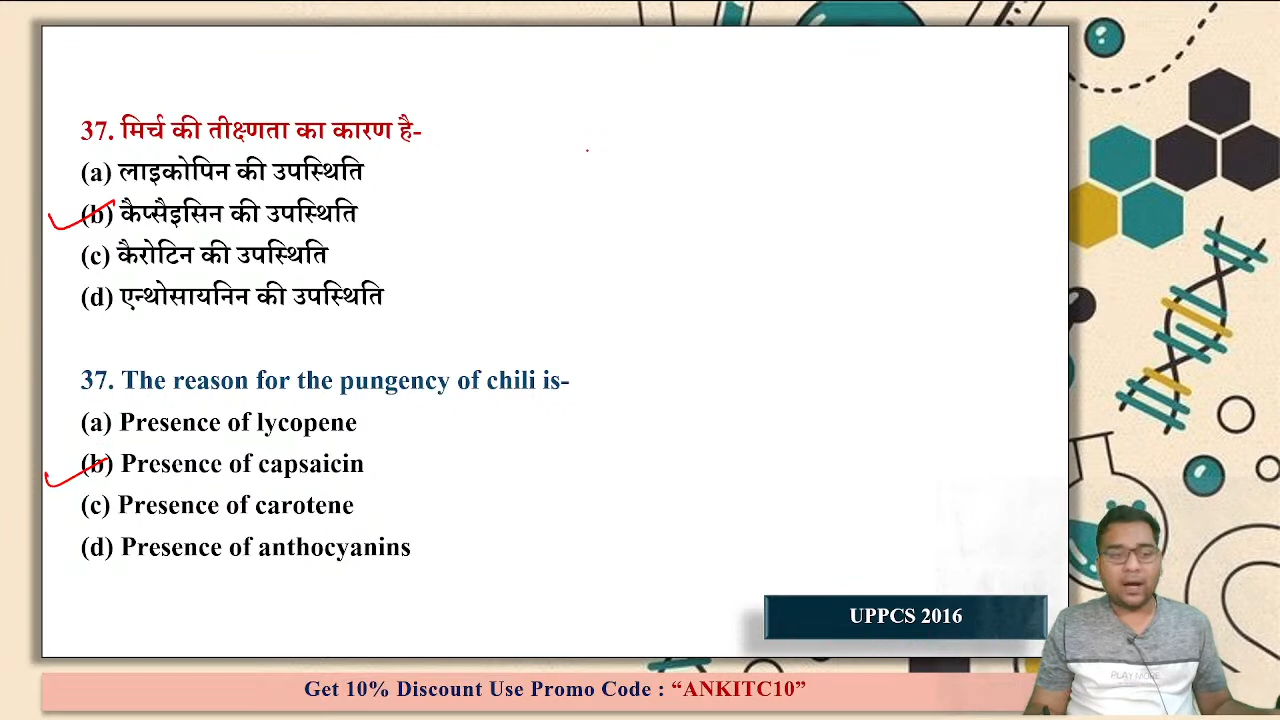 37. मिर्च की तीक्ष्णता का कारण है-
(a) लाइकोपिन की उपस्थिति
(b) कैप्सैइसिन की उपस्थिति
(c) कैरोटिन की उपस्थिति
(d) एन्थोसायनिन की उपस्थिति
37. The reason for the pungency of chili is-
(a) Presence of lycopene
(b) Presence of capsaicin
(c) Presence of carotene
(d) Presence of anthocyanins
UPPCS 2016
PLAY MORE
Get 10% Discount Use Promo Code : “ANKITC10”